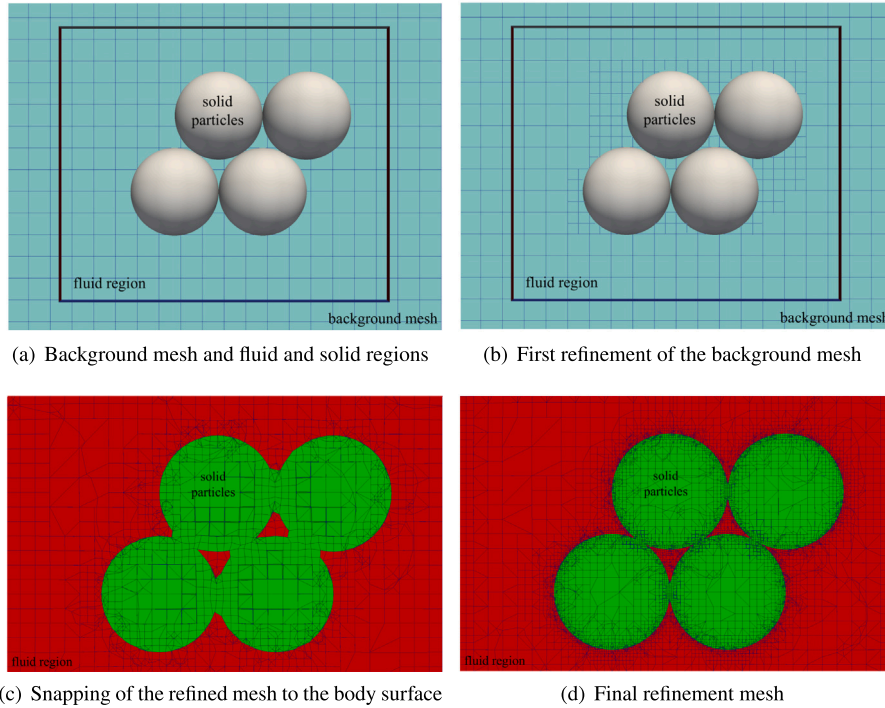 solid
particles
fluid region
background mesh
(a) Background mesh and fluid and solid regions
solid
particles
fluid region
background mesh
(b) First refinement of the background mesh
solid
particles
fluid region
(c) Snapping of the refined mesh to the body surface
solid
particles
fluid region
(d) Final refinement mesh